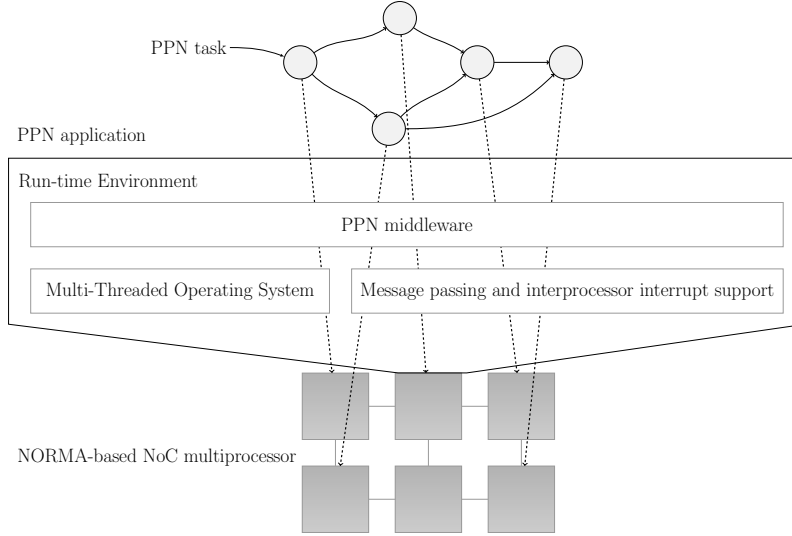 PPN task
PPN application
Run-time Environment
PPN middleware
Multi-Threaded Operating System
Message passing and interprocessor interrupt support
NORMA-based NoC multiprocessor